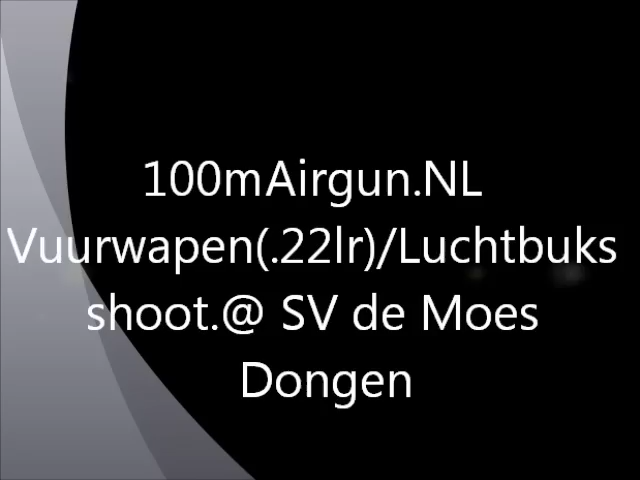 100mAirgun.NL
Vuurwapen(.22lr)/Luchtbuks
shoot.@ SV de Moes
Dongen